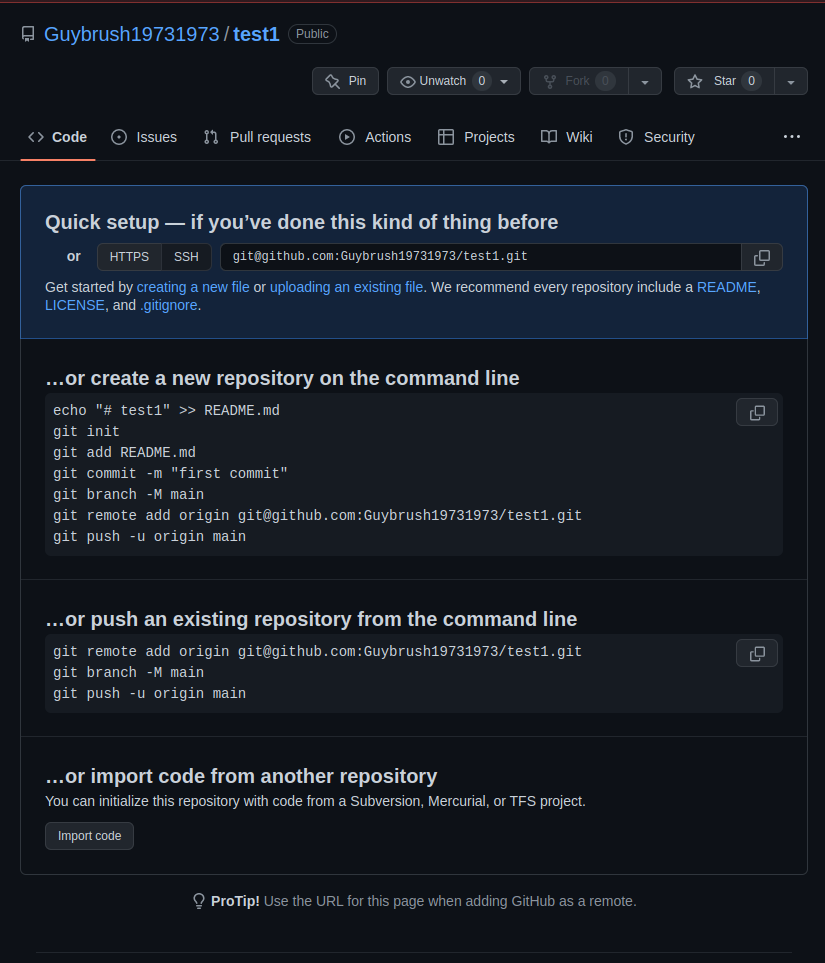 Guybrush19731973 / test1 Public
Pin Unwatch 0 Fork 0 Star 0
Code Issues Pull requests Actions Projects Wiki Security
Quick setup — if you’ve done this kind of thing before
or HTTPS SSH git@github.com:Guybrush19731973/test1.git
Get started by creating a new file or uploading an existing file. We recommend every repository include a README,
LICENSE, and .gitignore.
…or create a new repository on the command line
echo "# test1" >> README.md
git init
git add README.md
git commit -m "first commit"
git branch -M main
git remote add origin git@github.com:Guybrush19731973/test1.git
git push -u origin main
…or push an existing repository from the command line
git remote add origin git@github.com:Guybrush19731973/test1.git
git branch -M main
git push -u origin main
…or import code from another repository
You can initialize this repository with code from a Subversion, Mercurial, or TFS project.
Import code
ProTip! Use the URL for this page when adding GitHub as a remote.